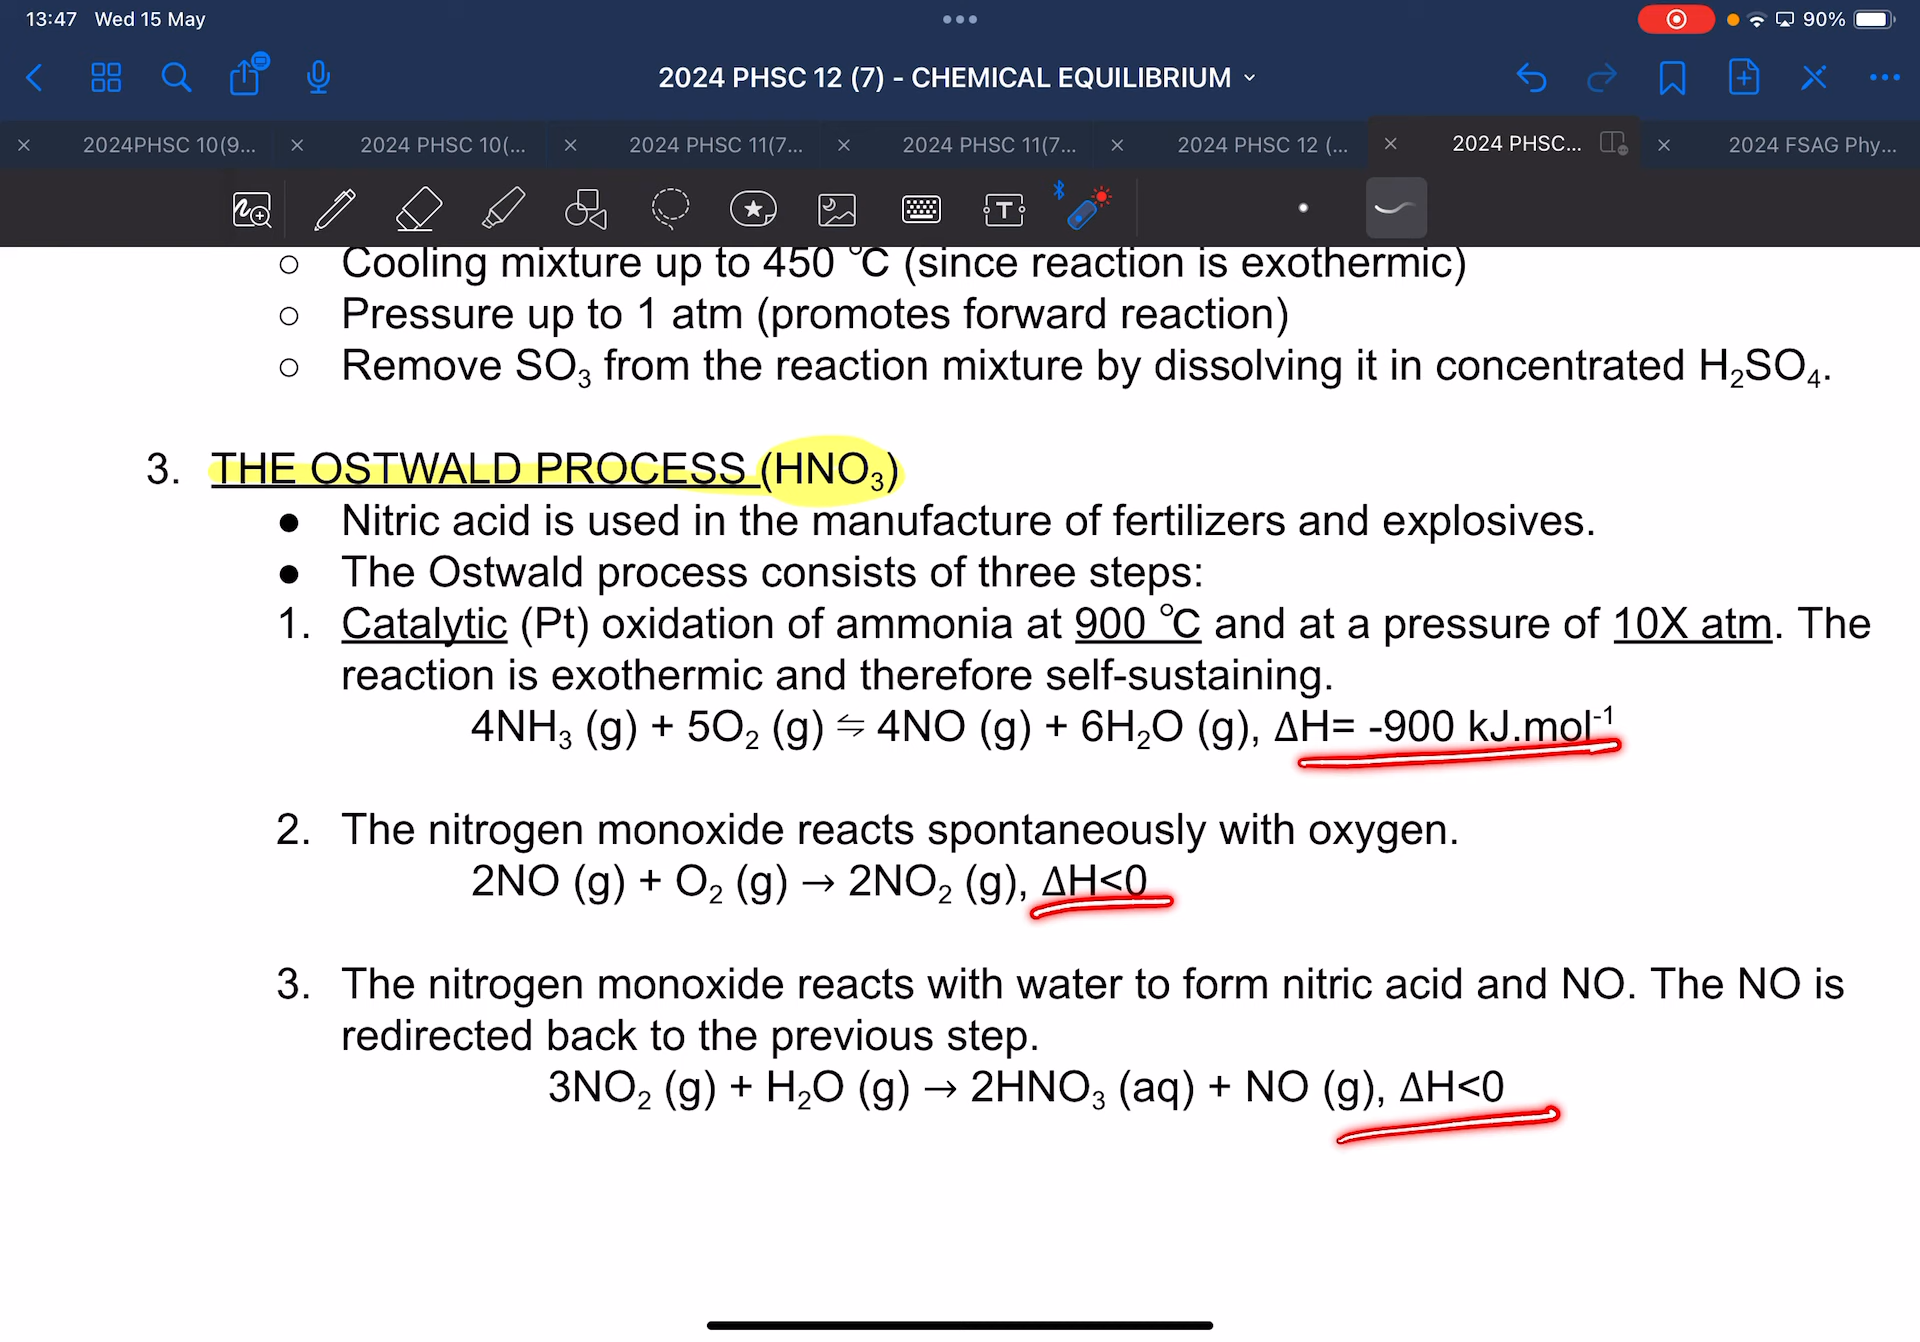 13:47 Wed 15 May
90%
2024 PHSC 12 (7) - CHEMICAL EQUILIBRIUM
2024PHSC 10(9... 2024 PHSC 10(... 2024 PHSC 11(7... 2024 PHSC 11(7... 2024 PHSC 12 (... 2024 PHSC... 2024 FSAG Phy...
○ Cooling mixture up to 450 °C (since reaction is exothermic)
○ Pressure up to 1 atm (promotes forward reaction)
○ Remove SO₃ from the reaction mixture by dissolving it in concentrated H₂SO₄.
3. THE OSTWALD PROCESS (HNO₃)
● Nitric acid is used in the manufacture of fertilizers and explosives.
● The Ostwald process consists of three steps:
1. Catalytic (Pt) oxidation of ammonia at 900 °C and at a pressure of 10X atm. The
reaction is exothermic and therefore self-sustaining.
4NH₃ (g) + 5O₂ (g) ⇋ 4NO (g) + 6H₂O (g), ΔH= -900 kJ.mol⁻¹
2. The nitrogen monoxide reacts spontaneously with oxygen.
2NO (g) + O₂ (g) → 2NO₂ (g), ΔH<0
3. The nitrogen monoxide reacts with water to form nitric acid and NO. The NO is
redirected back to the previous step.
3NO₂ (g) + H₂O (g) → 2HNO₃ (aq) + NO (g), ΔH<0